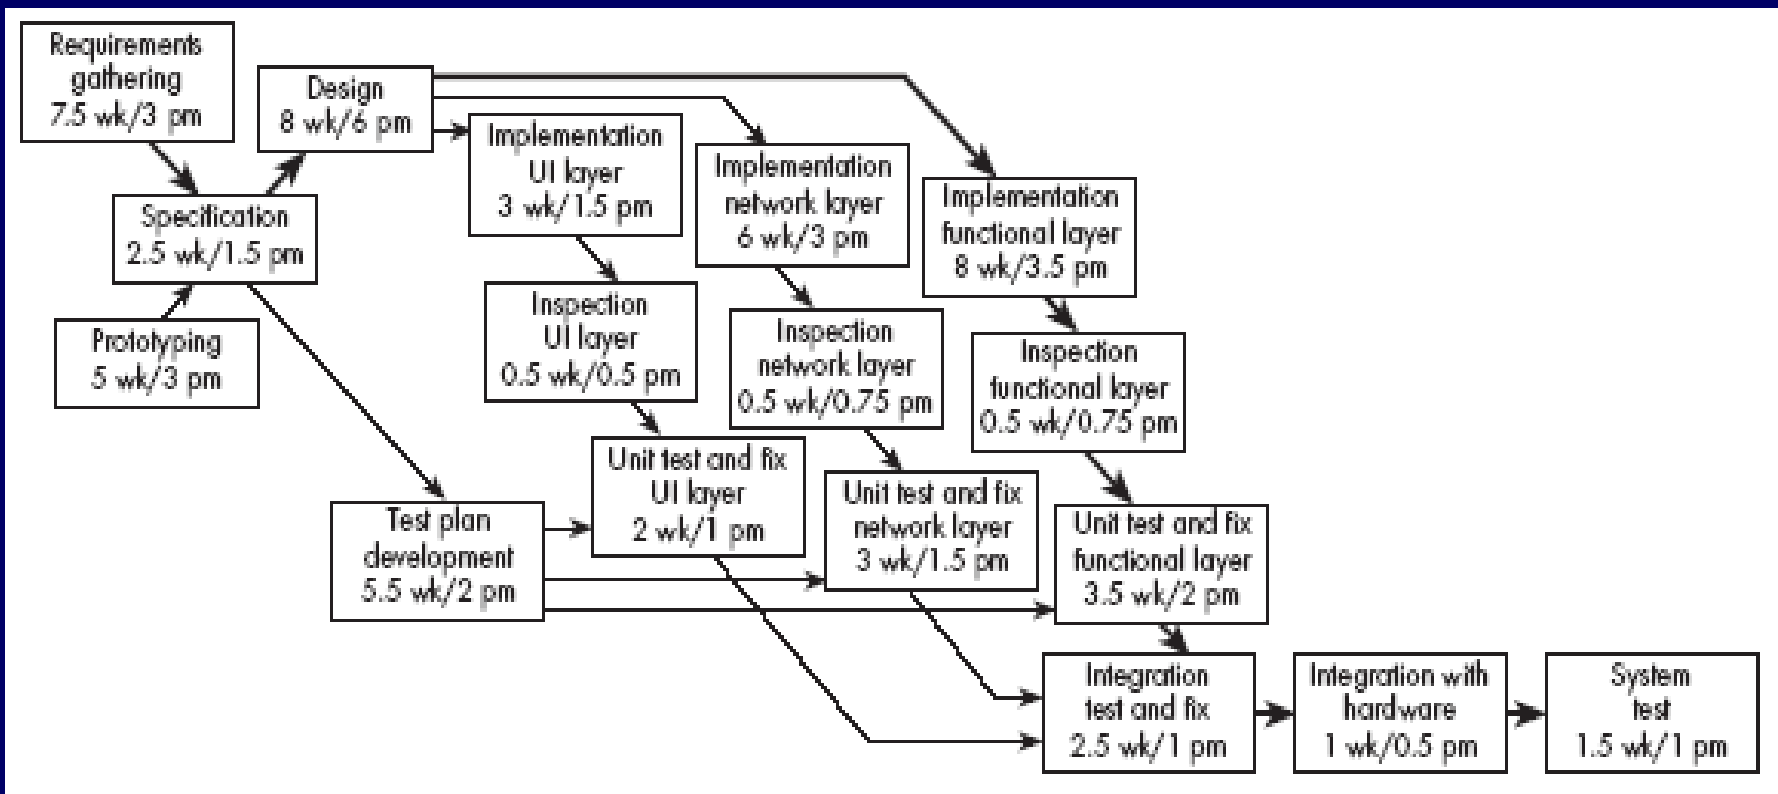 Requirements
gathering
7.5 wk/3 pm
Design
8 wk/6 pm
Implementation
UI layer
3 wk/1.5 pm
Implementation
network layer
6 wk/3 pm
Implementation
functional layer
8 wk/3.5 pm
Specification
2.5 wk/1.5 pm
Prototyping
5 wk/3 pm
Inspection
UI layer
0.5 wk/0.5 pm
Inspection
network layer
0.5 wk/0.75 pm
Inspection
functional layer
0.5 wk/0.75 pm
Test plan
development
5.5 wk/2 pm
Unit test and fix
UI layer
2 wk/1 pm
Unit test and fix
network layer
3 wk/1.5 pm
Unit test and fix
functional layer
3.5 wk/2 pm
Integration
test and fix
2.5 wk/1 pm
Integration with
hardware
1 wk/0.5 pm
System
test
1.5 wk/1 pm